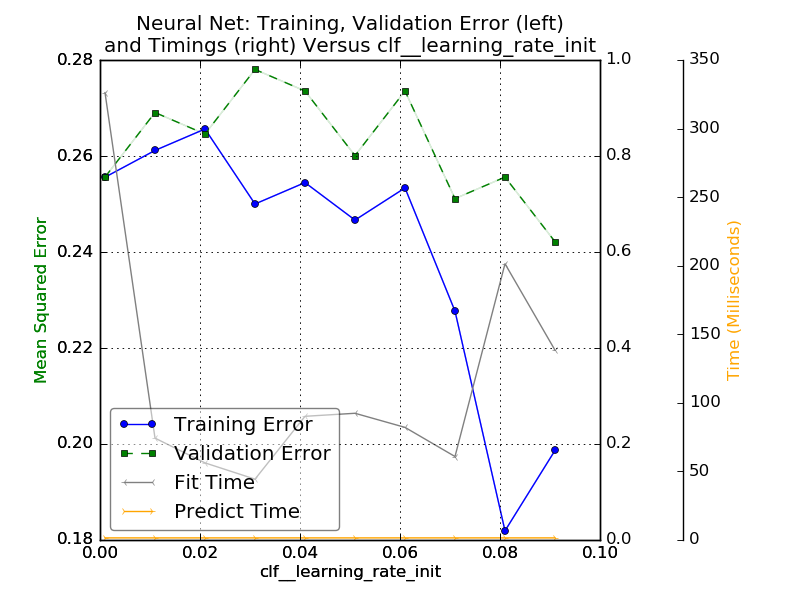 Neural Net: Training, Validation Error (left)
and Timings (right) Versus clf__learning_rate_init
0.28
0.26
0.24
0.22
0.20
0.18
Mean Squared Error
1.0
0.8
0.6
0.4
0.2
0.0
350
300
250
200
150
100
50
0
Time (Milliseconds)
Training Error
Validation Error
Fit Time
Predict Time
0.00 0.02 0.04 0.06 0.08 0.10
clf__learning_rate_init